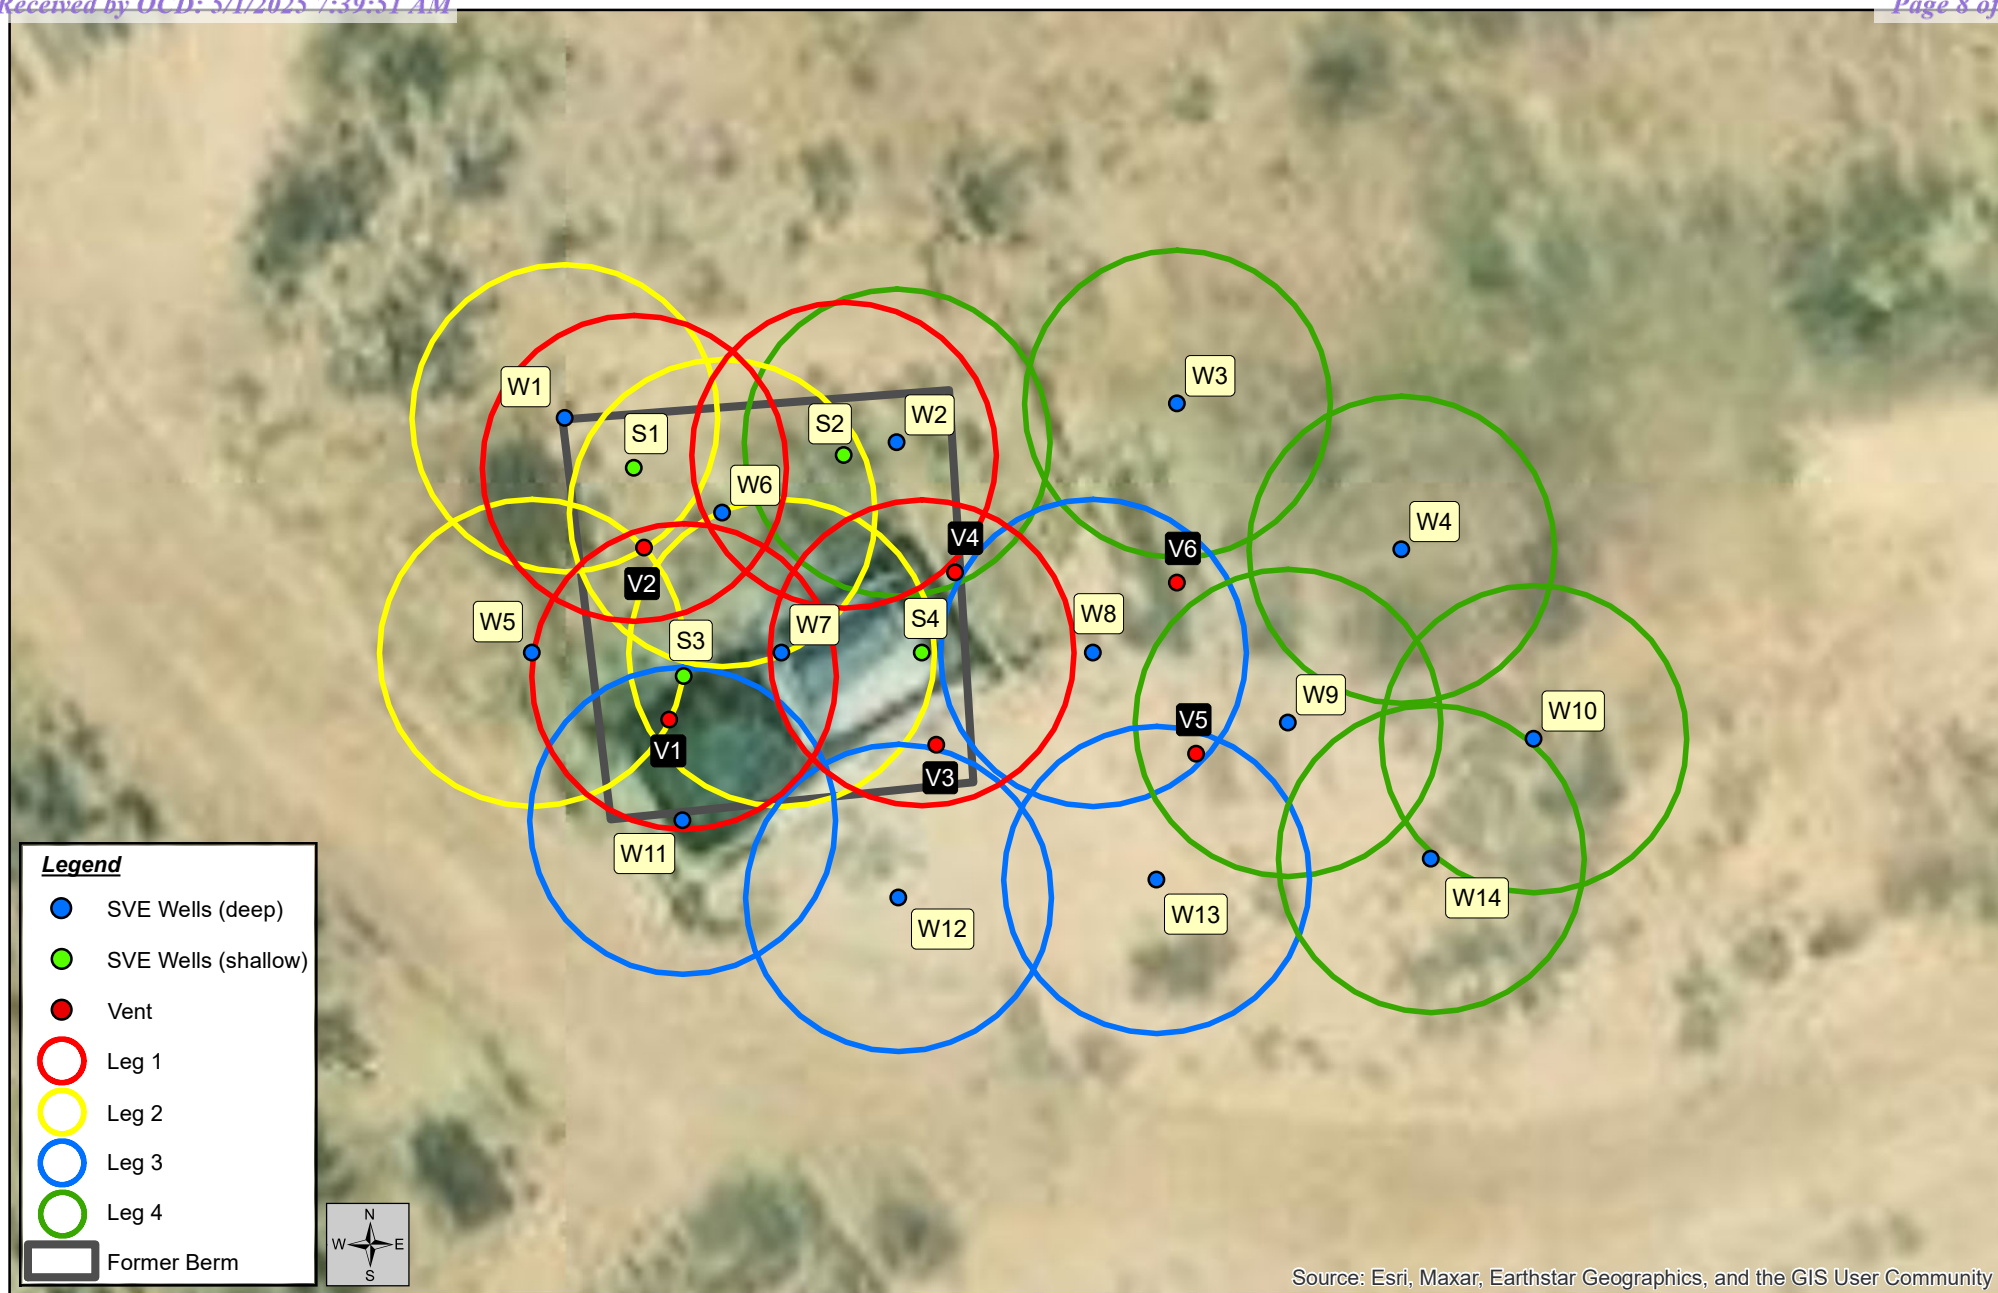 Received by OCD: 5/1/2025 7:39:51 AM
Page 8 of
W3
W1
W2
S2
S1
W6
W4
V4
V6
V2
W8
W5
W7
S4
S3
W9
W10
V5
V1
V3
W11
W14
W13
W12
Legend
SVE Wells (deep)
SVE Wells (shallow)
Vent
Leg 1
Leg 2
Leg 3
Leg 4
Former Berm
N
W E
S
Source: Esri, Maxar, Earthstar Geographics, and the GIS User Community